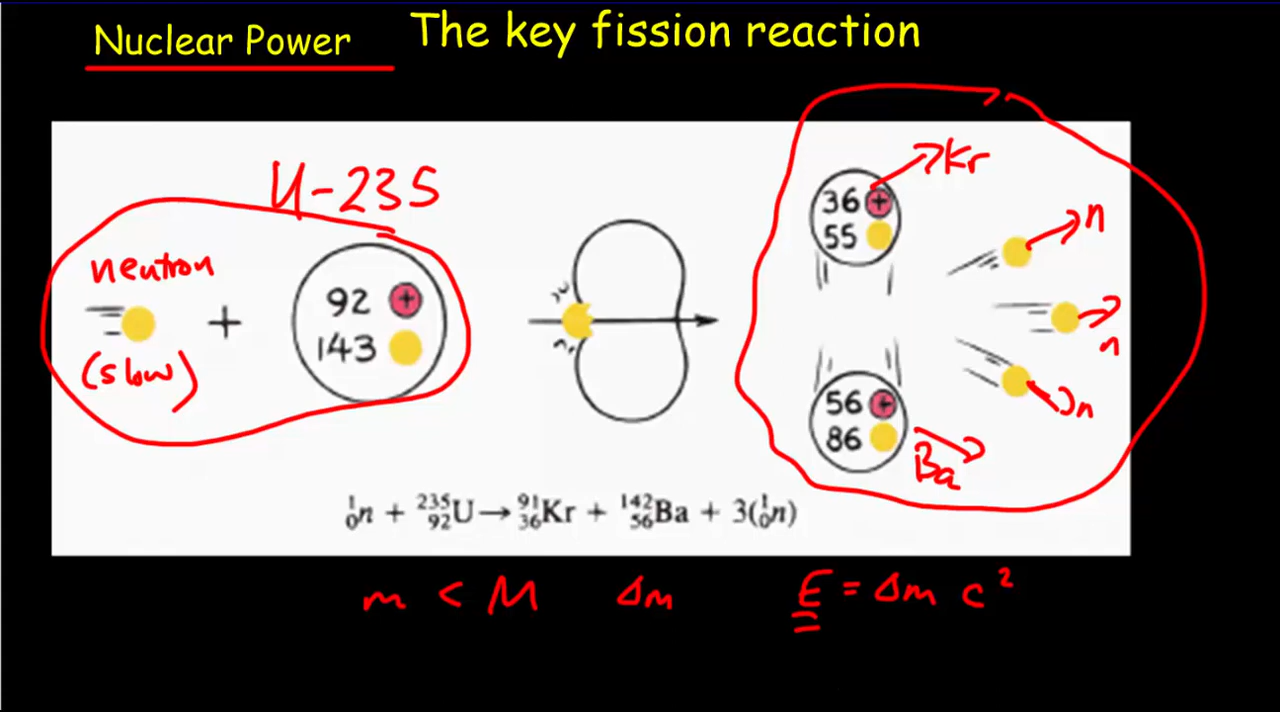 Nuclear Power
The key fission reaction
U-235
neutron
(slow)
+
92 +
143
36 +
55
Kr
n
n
n
56 +
86
Ba
¹₀n + ²³⁵₉₂U → ⁹¹₃₆Kr + ¹⁴²₅₆Ba + 3(¹₀n)
m < M Δm E = Δm c²